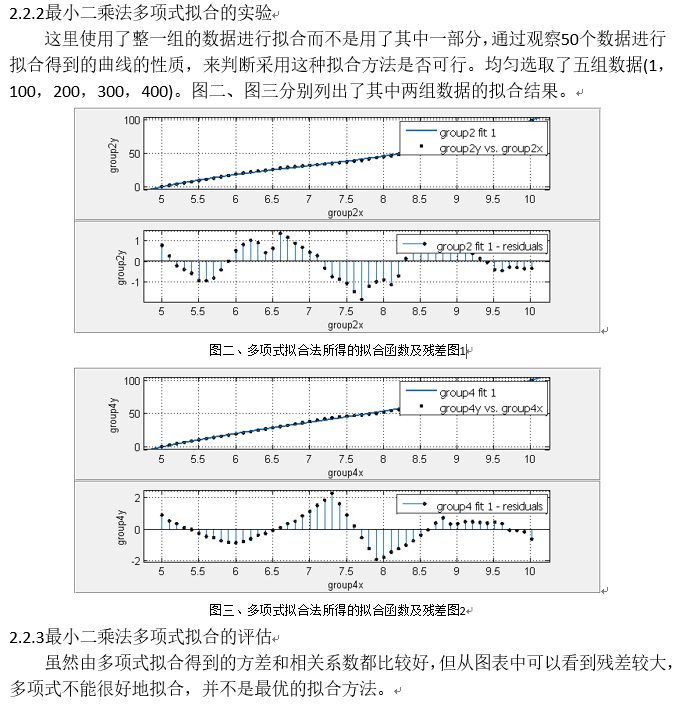 2.2.2最小二乘法多项式拟合的实验
这里使用了整一组的数据进行拟合而不是用了其中一部分，通过观察50个数据进行
拟合得到的曲线的性质，来判断采用这种拟合方法是否可行。均匀选取了五组数据(1，
100，200，300，400)。图二、图三分别列出了其中两组数据的拟合结果。
100
50
0
group2y
group2 fit 1
group2y vs. group2x
5 5.5 6 6.5 7 7.5 8 8.5 9 9.5 10
group2x
1
0
-1
group2y
group2 fit 1 - residuals
5 5.5 6 6.5 7 7.5 8 8.5 9 9.5 10
group2x
图二、多项式拟合法所得的拟合函数及残差图1
100
50
0
group4y
group4 fit 1
group4y vs. group4x
5 5.5 6 6.5 7 7.5 8 8.5 9 9.5 10
group4x
2
0
-2
group4y
group4 fit 1 - residuals
5 5.5 6 6.5 7 7.5 8 8.5 9 9.5 10
group4x
图三、多项式拟合法所得的拟合函数及残差图2
2.2.3最小二乘法多项式拟合的评估
虽然由多项式拟合得到的方差和相关系数都比较好，但从图表中可以看到残差较大，
多项式不能很好地拟合，并不是最优的拟合方法。